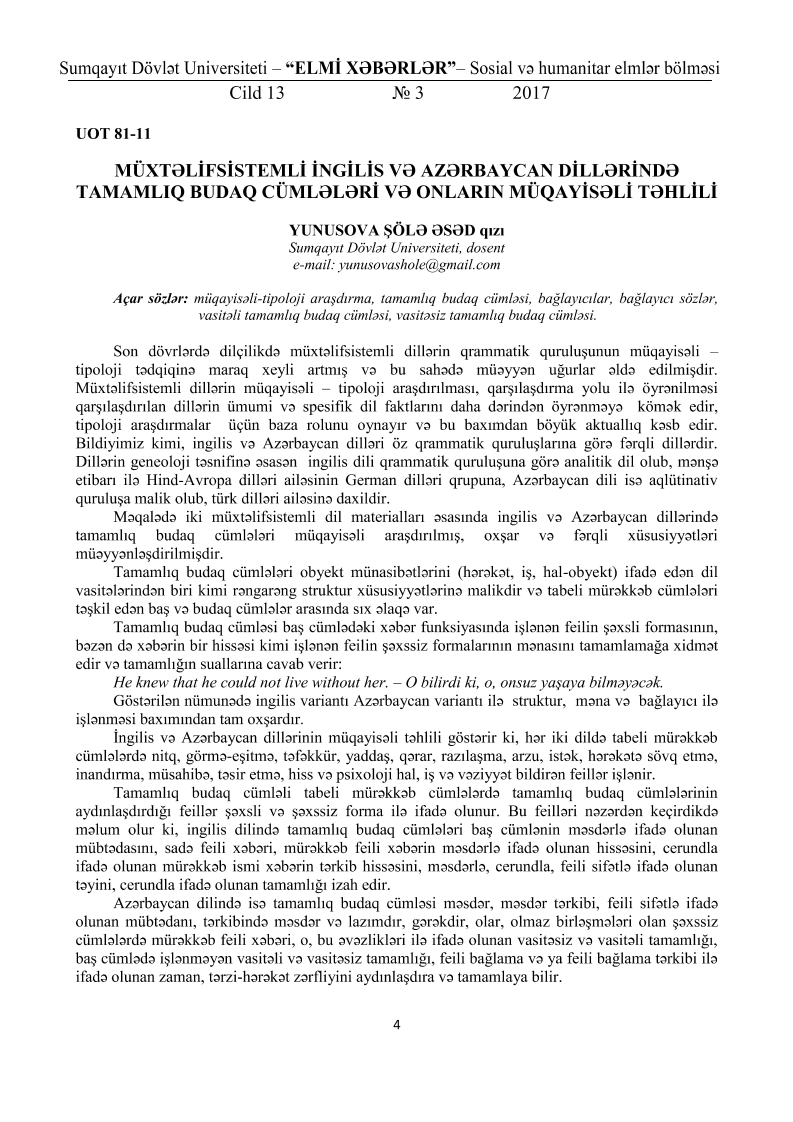 Sumqayıt Dövlət Universiteti – “ELMİ XƏBƏRLƏR”– Sosial və humanitar elmlər bölməsi
Cild 13 № 3 2017
UOT 81-11
MÜXTƏLİFSİSTEMLİ İNGİLİS VƏ AZƏRBAYCAN DİLLƏRİNDƏ
TAMAMLIQ BUDAQ CÜMLƏLƏRİ VƏ ONLARIN MÜQAYİSƏLİ TƏHLİLİ
YUNUSOVA ŞÖLƏ ƏSƏD qızı
Sumqayıt Dövlət Universiteti, dosent
e-mail: yunusovashole@gmail.com
Açar sözlər: müqayisəli-tipoloji araşdırma, tamamlıq budaq cümləsi, bağlayıcılar, bağlayıcı sözlər,
vasitəli tamamlıq budaq cümləsi, vasitəsiz tamamlıq budaq cümləsi.
Son dövrlərdə dilçilikdə müxtəlifsistemli dillərin qrammatik quruluşunun müqayisəli –
tipoloji tədqiqinə maraq xeyli artmış və bu sahədə müəyyən uğurlar əldə edilmişdir.
Müxtəlifsistemli dillərin müqayisəli – tipoloji araşdırılması, qarşılaşdırma yolu ilə öyrənilməsi
qarşılaşdırılan dillərin ümumi və spesifik dil faktlarını daha dərindən öyrənməyə kömək edir,
tipoloji araşdırmalar üçün baza rolunu oynayır və bu baxımdan böyük aktuallıq kəsb edir.
Bildiyimiz kimi, ingilis və Azərbaycan dilləri öz qrammatik quruluşlarına görə fərqli dillərdir.
Dillərin geneoloji təsnifinə əsasən ingilis dili qrammatik quruluşuna görə analitik dil olub, mənşə
etibarı ilə Hind-Avropa dilləri ailəsinin German dilləri qrupuna, Azərbaycan dili isə aqlütinativ
quruluşa malik olub, türk dilləri ailəsinə daxildir.
Məqalədə iki müxtəlifsistemli dil materialları əsasında ingilis və Azərbaycan dillərində
tamamlıq budaq cümlələri müqayisəli araşdırılmış, oxşar və fərqli xüsusiyyətləri
müəyyənləşdirilmişdir.
Tamamlıq budaq cümlələri obyekt münasibətlərini (hərəkət, iş, hal-obyekt) ifadə edən dil
vasitələrindən biri kimi rəngarəng struktur xüsusiyyətlərinə malikdir və tabeli mürəkkəb cümlələri
təşkil edən baş və budaq cümlələr arasında sıx əlaqə var.
Tamamlıq budaq cümləsi baş cümlədəki xəbər funksiyasında işlənən feilin şəxsli formasının,
bəzən də xəbərin bir hissəsi kimi işlənən feilin şəxssiz formalarının mənasını tamamlamağa xidmət
edir və tamamlığın suallarına cavab verir:
He knew that he could not live without her. – O bilirdi ki, o, onsuz yaşaya bilməyəcək.
Göstərilən nümunədə ingilis variantı Azərbaycan variantı ilə struktur, məna və bağlayıcı ilə
işlənməsi baxımından tam oxşardır.
İngilis və Azərbaycan dillərinin müqayisəli təhlili göstərir ki, hər iki dildə tabeli mürəkkəb
cümlələrdə nitq, görmə-eşitmə, təfəkkür, yaddaş, qərar, razılaşma, arzu, istək, hərəkətə sövq etmə,
inandırma, müsahibə, təsir etmə, hiss və psixoloji hal, iş və vəziyyət bildirən feillər işlənir.
Tamamlıq budaq cümləli tabeli mürəkkəb cümlələrdə tamamlıq budaq cümlələrinin
aydınlaşdırdığı feillər şəxsli və şəxssiz forma ilə ifadə olunur. Bu feilləri nəzərdən keçirdikdə
məlum olur ki, ingilis dilində tamamlıq budaq cümlələri baş cümlənin məsdərlə ifadə olunan
mübtədasını, sadə feili xəbəri, mürəkkəb feili xəbərin məsdərlə ifadə olunan hissəsini, cerundla
ifadə olunan mürəkkəb ismi xəbərin tərkib hissəsini, məsdərlə, cerundla, feili sifətlə ifadə olunan
təyini, cerundla ifadə olunan tamamlığı izah edir.
Azərbaycan dilində isə tamamlıq budaq cümləsi məsdər, məsdər tərkibi, feili sifətlə ifadə
olunan mübtədanı, tərkibində məsdər və lazımdır, gərəkdir, olar, olmaz birləşmələri olan şəxssiz
cümlələrdə mürəkkəb feili xəbəri, o, bu əvəzlikləri ilə ifadə olunan vasitəsiz və vasitəli tamamlığı,
baş cümlədə işlənməyən vasitəli və vasitəsiz tamamlığı, feili bağlama və ya feili bağlama tərkibi ilə
ifadə olunan zaman, tərzi-hərəkət zərfliyini aydınlaşdıra və tamamlaya bilir.
4